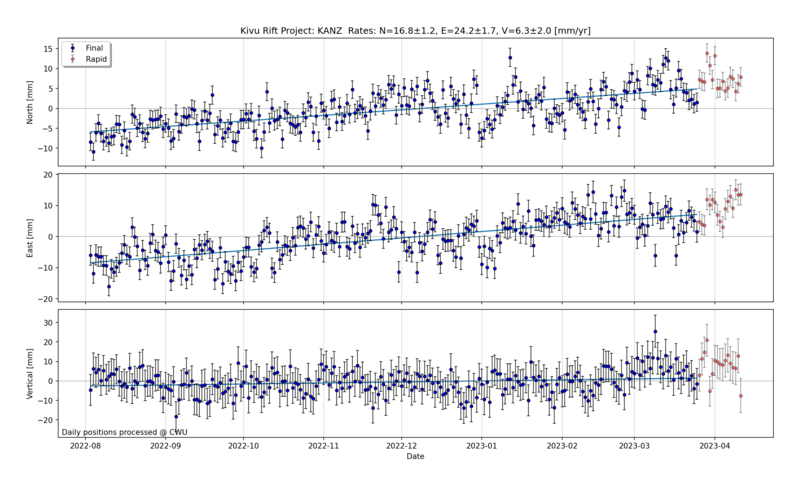 Kivu Rift Project: KANZ Rates: N=16.8±1.2, E=24.2±1.7, V=6.3±2.0 [mm/yr]
Final
Rapid
North [mm]
15
10
5
0
−5
−10
East [mm]
20
10
0
−10
−20
Vertical [mm]
30
20
10
0
−10
−20
Daily positions processed @ CWU
2022-08 2022-09 2022-10 2022-11 2022-12 2023-01 2023-02 2023-03 2023-04
Date